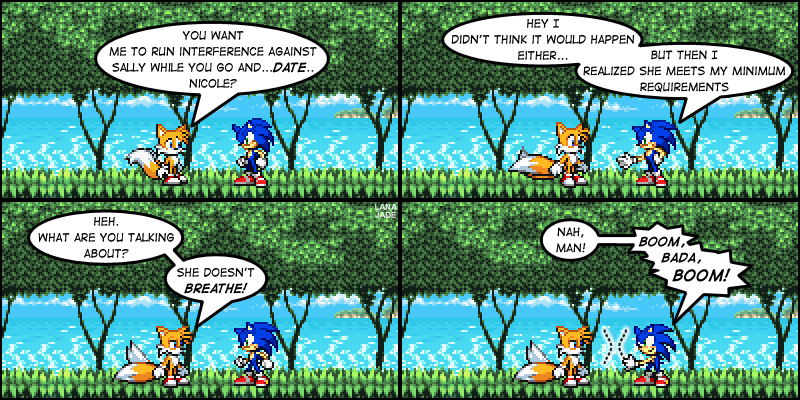 YOU WANT
ME TO RUN INTERFERENCE AGAINST
SALLY WHILE YOU GO AND...DATE..
NICOLE?
HEY I
DIDN'T THINK IT WOULD HAPPEN
EITHER...
BUT THEN I
REALIZED SHE MEETS MY MINIMUM
REQUIREMENTS
LANA
JADE
HEH.
WHAT ARE YOU TALKING
ABOUT?
SHE DOESN'T
BREATHE!
NAH,
MAN!
BOOM,
BADA,
BOOM!